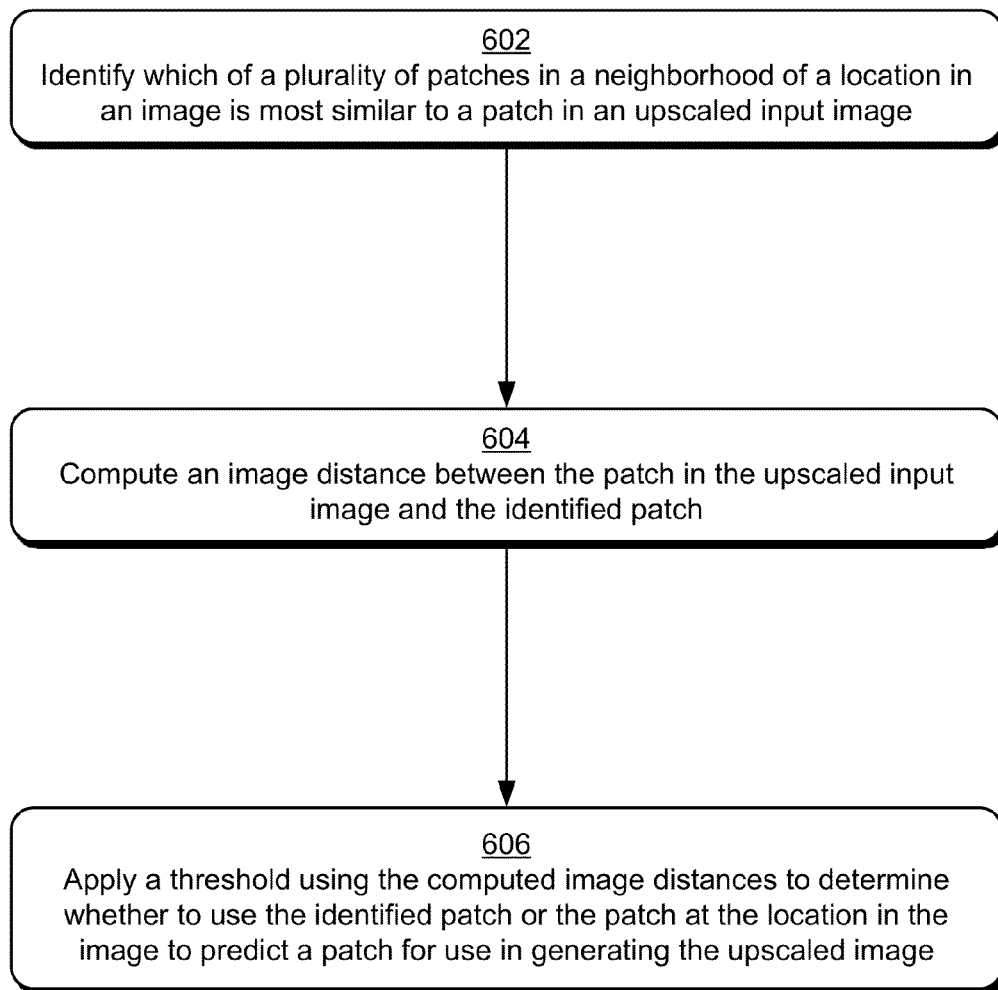 602
Identify which of a plurality of patches in a neighborhood of a location in
an image is most similar to a patch in an upscaled input image
604
Compute an image distance between the patch in the upscaled input
image and the identified patch
606
Apply a threshold using the computed image distances to determine
whether to use the identified patch or the patch at the location in the
image to predict a patch for use in generating the upscaled image